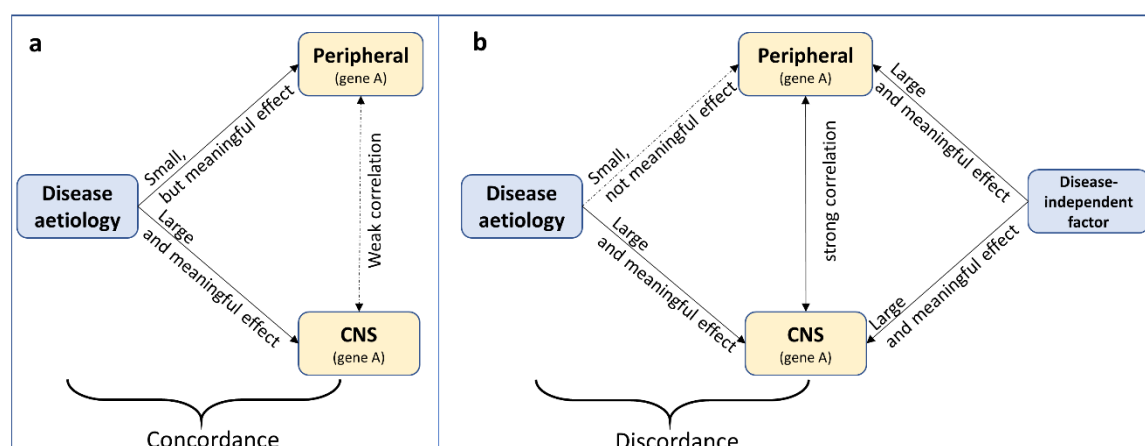 a
Peripheral
(gene A)
Small,
but meaningful effect
Disease
aetiology
Weak correlation
Large
and meaningful effect
CNS
(gene A)
Concordance
b
Peripheral
(gene A)
Small,
not meaningful effect
Large
and meaningful effect
Disease
aetiology
strong correlation
Disease-
independent
factor
Large
and meaningful effect
Large
and meaningful effect
CNS
(gene A)
Discordance